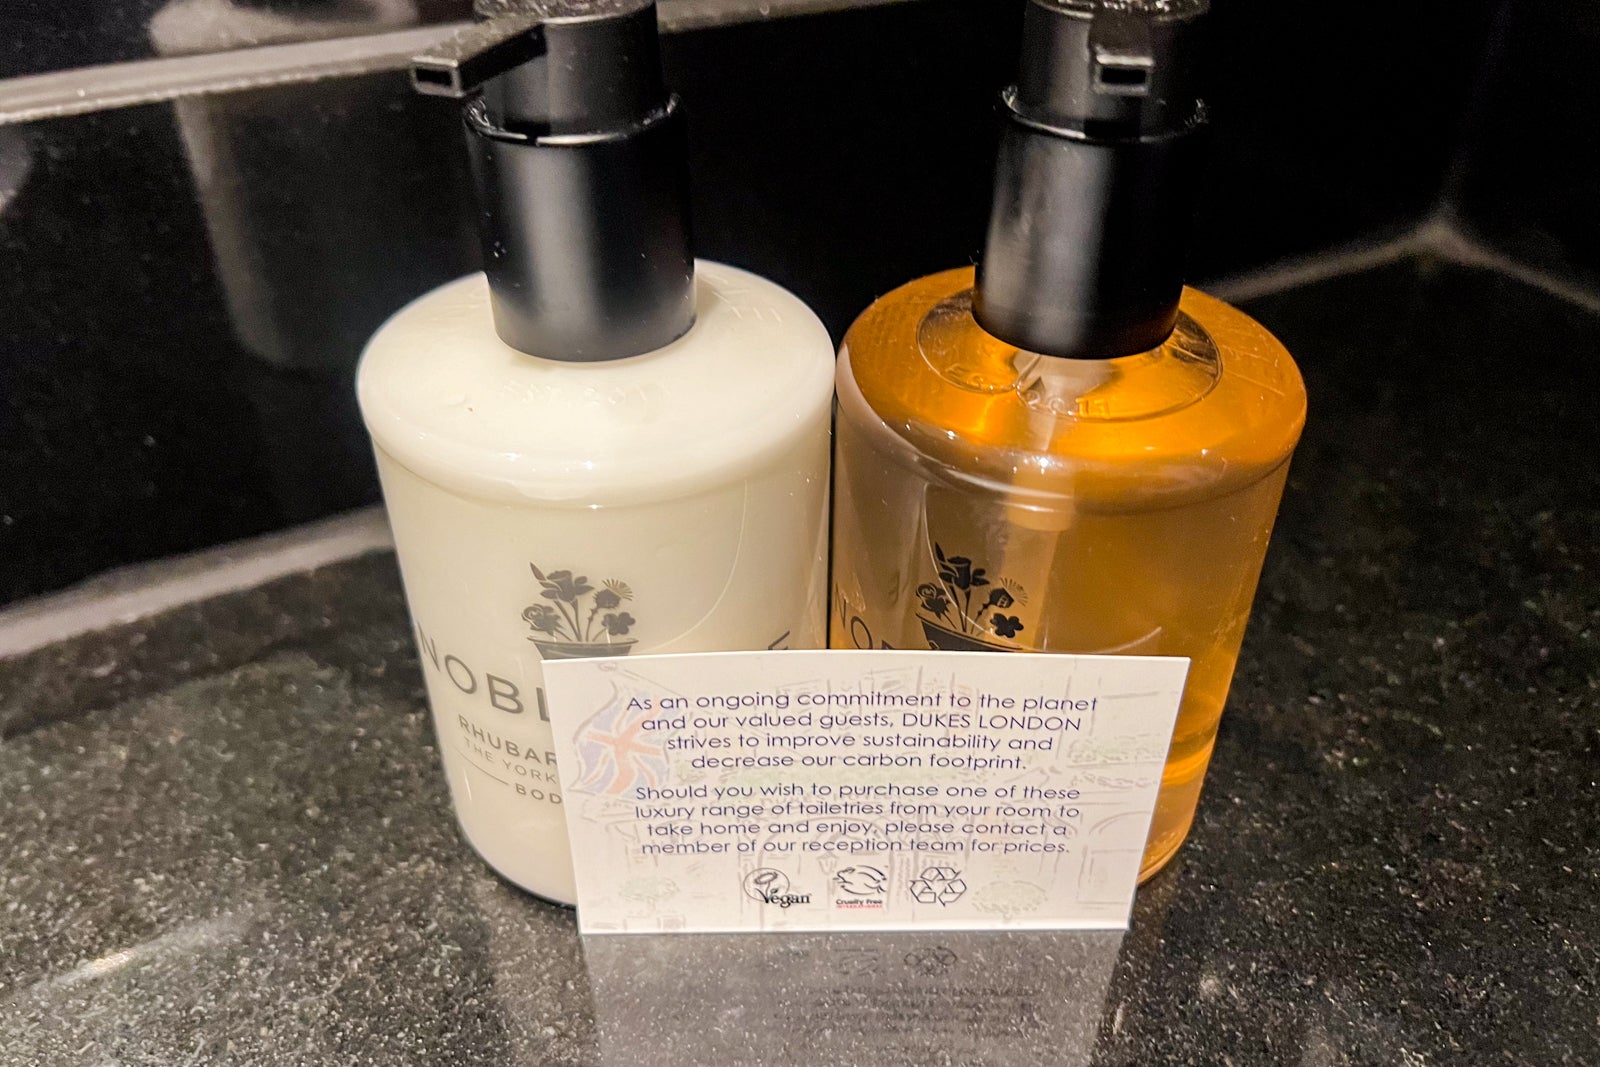 NOBL
RHUBAR
THE YORK
BOD
NO
As an ongoing commitment to the planet
and our valued guests, DUKES LONDON
strives to improve sustainability and
decrease our carbon footprint.
Should you wish to purchase one of these
luxury range of toiletries from your room to
take home and enjoy, please contact a
member of our reception team for prices.
Vegan
Cruelty Free